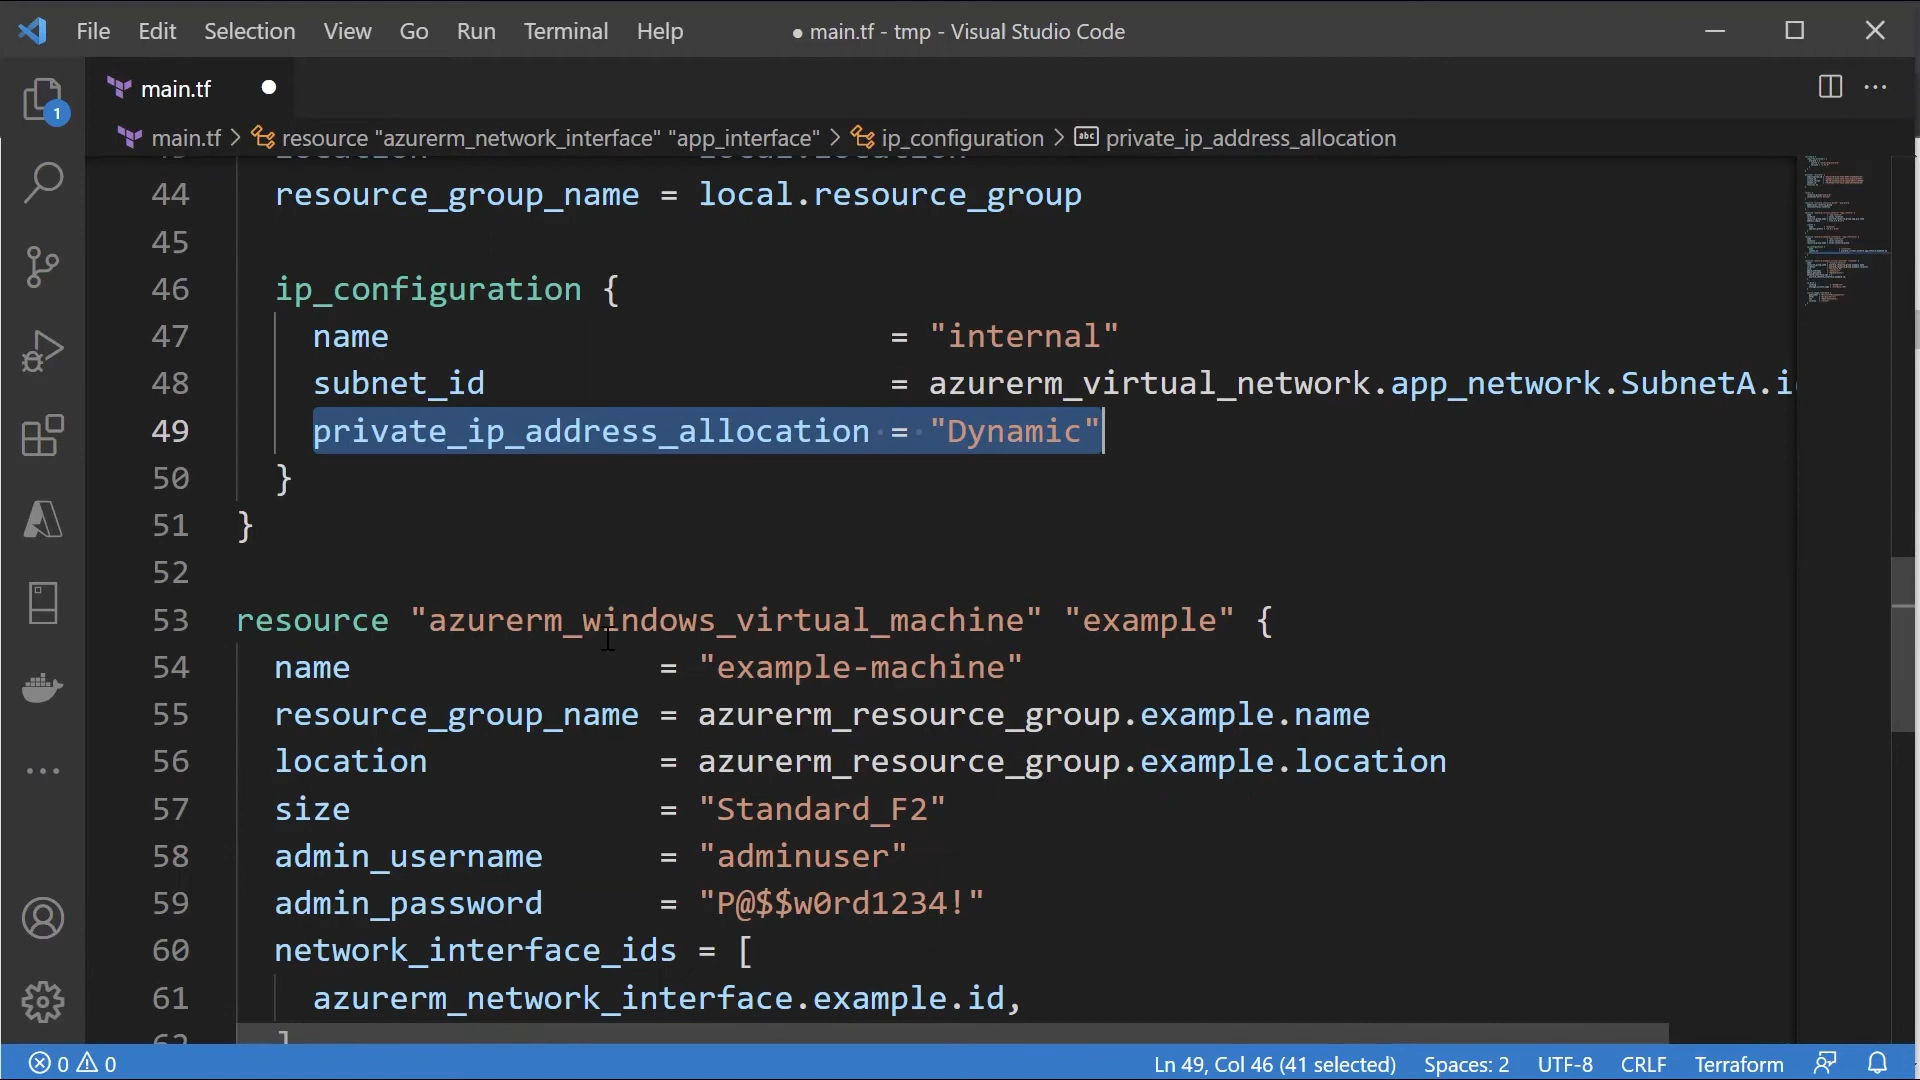 File Edit Selection View Go Run Terminal Help ● main.tf - tmp - Visual Studio Code
main.tf
1
main.tf > resource "azurerm_network_interface" "app_interface" > ip_configuration > abc private_ip_address_allocation
44 resource_group_name = local.resource_group
45
46 ip_configuration {
47 name = "internal"
48 subnet_id = azurerm_virtual_network.app_network.SubnetA.i
49 private_ip_address_allocation = "Dynamic"
50 }
51 }
52
53 resource "azurerm_windows_virtual_machine" "example" {
54 name = "example-machine"
55 resource_group_name = azurerm_resource_group.example.name
56 location = azurerm_resource_group.example.location
57 size = "Standard_F2"
58 admin_username = "adminuser"
59 admin_password = "P@$$w0rd1234!"
60 network_interface_ids = [
61 azurerm_network_interface.example.id,
0 0 Ln 49, Col 46 (41 selected) Spaces: 2 UTF-8 CRLF Terraform